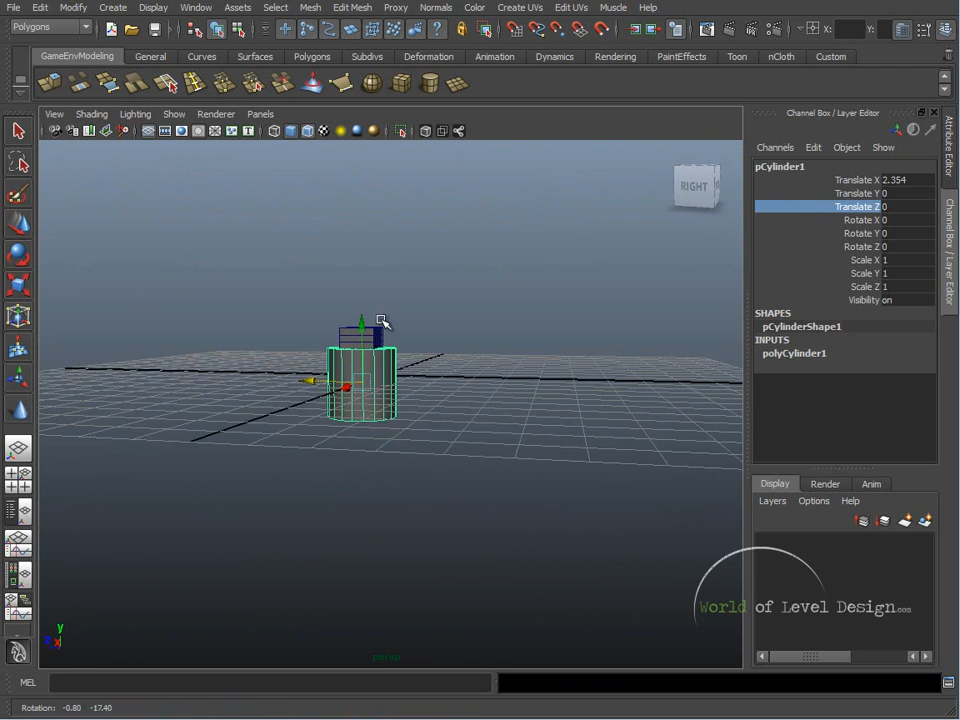 File Edit Modify Create Display Window Assets Select Mesh Edit Mesh Proxy Normals Color Create UVs Edit UVs Muscle Help
Polygons X: Y:
GameEnvModeling General Curves Surfaces Polygons Subdivs Deformation Animation Dynamics Rendering PaintEffects Toon nCloth Custom
View Shading Lighting Show Renderer Panels
Channel Box / Layer Editor
Channels Edit Object Show
pCylinder1
Translate X 2.354
Translate Y 0
Translate Z 0
Rotate X 0
Rotate Y 0
Rotate Z 0
Scale X 1
Scale Y 1
Scale Z 1
Visibility on
SHAPES
pCylinderShape1
INPUTS
polyCylinder1
Attribute Editor
Channel Box / Layer Editor
RIGHT
Display Render Anim
Layers Options Help
World of Level Design.com
y
x
persp
MEL
Rotation: -0.80 -17.40